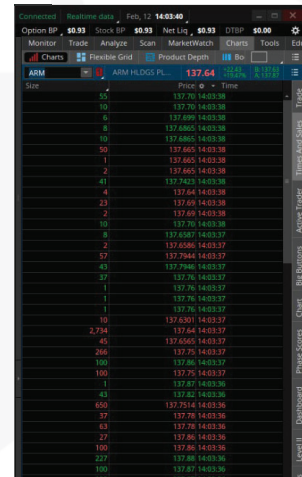 Connected Realtime data Feb, 12 14:03:40
Option BP $0.93 Stock BP $0.93 Net Liq $0.93 DTBP $0.00
Monitor Trade Analyze Scan MarketWatch Charts Tools
Charts Flexible Grid Product Depth
ARM ARM HLDGS PL... 137.64
Size Price Time
55 137.70 14:03:38
10 137.70 14:03:38
6 137.699 14:03:38
8 137.6865 14:03:38
10 137.6865 14:03:38
50 137.665 14:03:38
1 137.665 14:03:38
2 137.665 14:03:38
41 137.7423 14:03:38
4 137.64 14:03:38
23 137.69 14:03:38
2 137.69 14:03:38
10 137.70 14:03:38
8 137.6587 14:03:37
2 137.6586 14:03:37
57 137.7944 14:03:37
43 137.7946 14:03:37
37 137.76 14:03:37
1 137.76 14:03:37
1 137.76 14:03:37
1 137.76 14:03:37
10 137.6301 14:03:37
2,734 137.64 14:03:37
45 137.6565 14:03:37
266 137.75 14:03:37
100 137.86 14:03:37
100 137.75 14:03:37
1 137.87 14:03:36
43 137.82 14:03:36
650 137.7514 14:03:36
37 137.78 14:03:36
63 137.78 14:03:36
27 137.86 14:03:36
100 137.86 14:03:36
227 137.88 14:03:36
100 137.87 14:03:36
Trade
Times And Sales
Active Trader
Big Buttons
Chart
Phase Scores
Dashboard
Level II